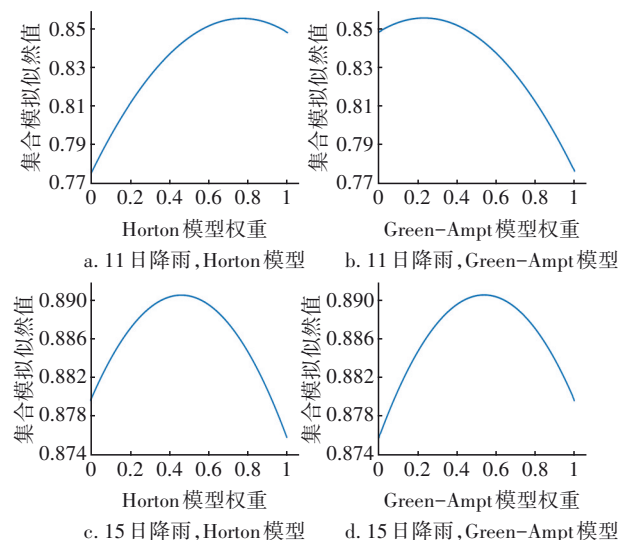 集合模拟似然值
0.85
0.83
0.81
0.79
0.77
0 0.2 0.4 0.6 0.8 1
Horton模型权重
a. 11日降雨,Horton模型
集合模拟似然值
0.85
0.83
0.81
0.79
0.77
0 0.2 0.4 0.6 0.8 1
Green-Ampt模型权重
b. 11日降雨,Green-Ampt模型
集合模拟似然值
0.890
0.886
0.882
0.878
0.874
0 0.2 0.4 0.6 0.8 1
Horton模型权重
c. 15日降雨,Horton模型
集合模拟似然值
0.890
0.886
0.882
0.878
0.874
0 0.2 0.4 0.6 0.8 1
Green-Ampt模型权重
d. 15日降雨,Green-Ampt模型